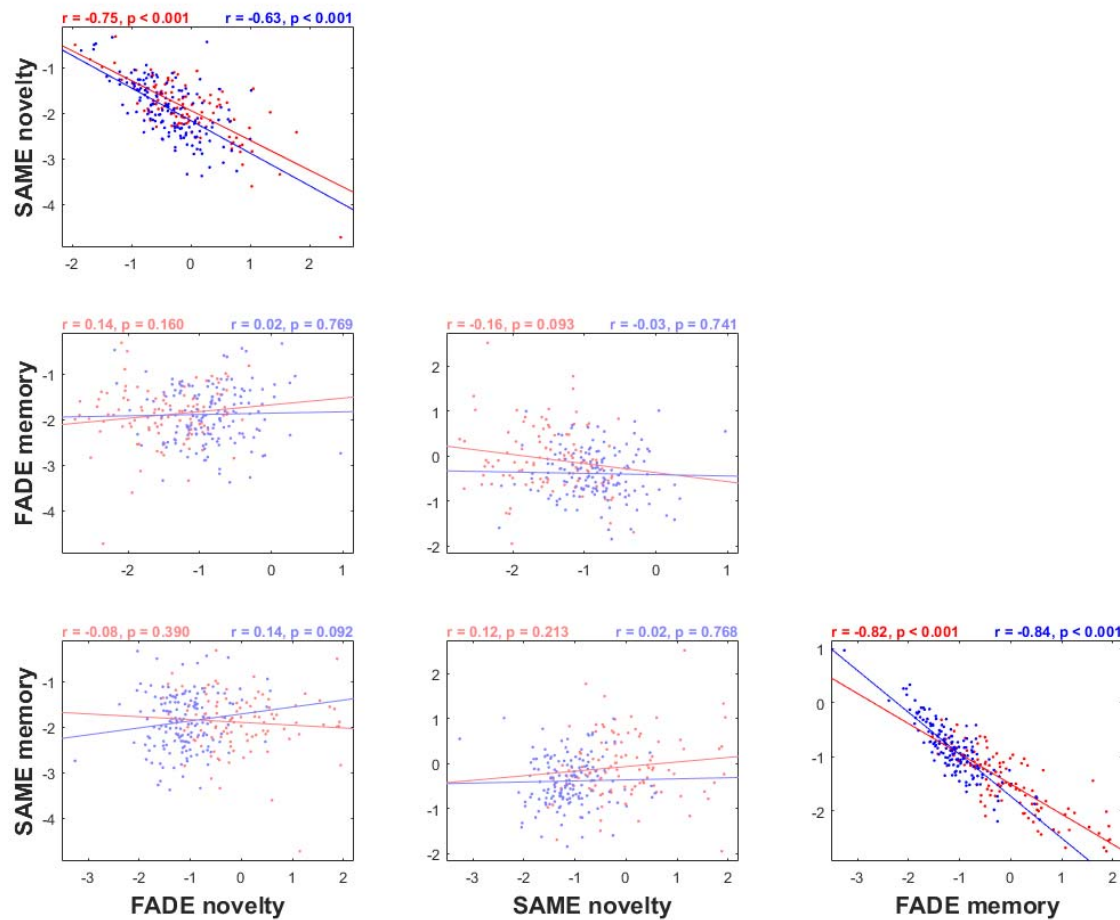 r = -0.75, p < 0.001 r = -0.63, p < 0.001
SAME novelty
-1
-2
-3
-4
-2 -1 0 1 2
r = 0.14, p = 0.160 r = 0.02, p = 0.769
FADE memory
-1
-2
-3
-4
-2 -1 0 1
r = -0.16, p = 0.093 r = -0.03, p = 0.741
2
1
0
-1
-2
-2 -1 0 1
r = -0.08, p = 0.390 r = 0.14, p = 0.092
SAME memory
-1
-2
-3
-4
-3 -2 -1 0 1 2
FADE novelty
r = 0.12, p = 0.213 r = 0.02, p = 0.768
2
1
0
-1
-2
-3 -2 -1 0 1 2
SAME novelty
r = -0.82, p < 0.001 r = -0.84, p < 0.001
1
0
-1
-2
-3 -2 -1 0 1 2
FADE memory